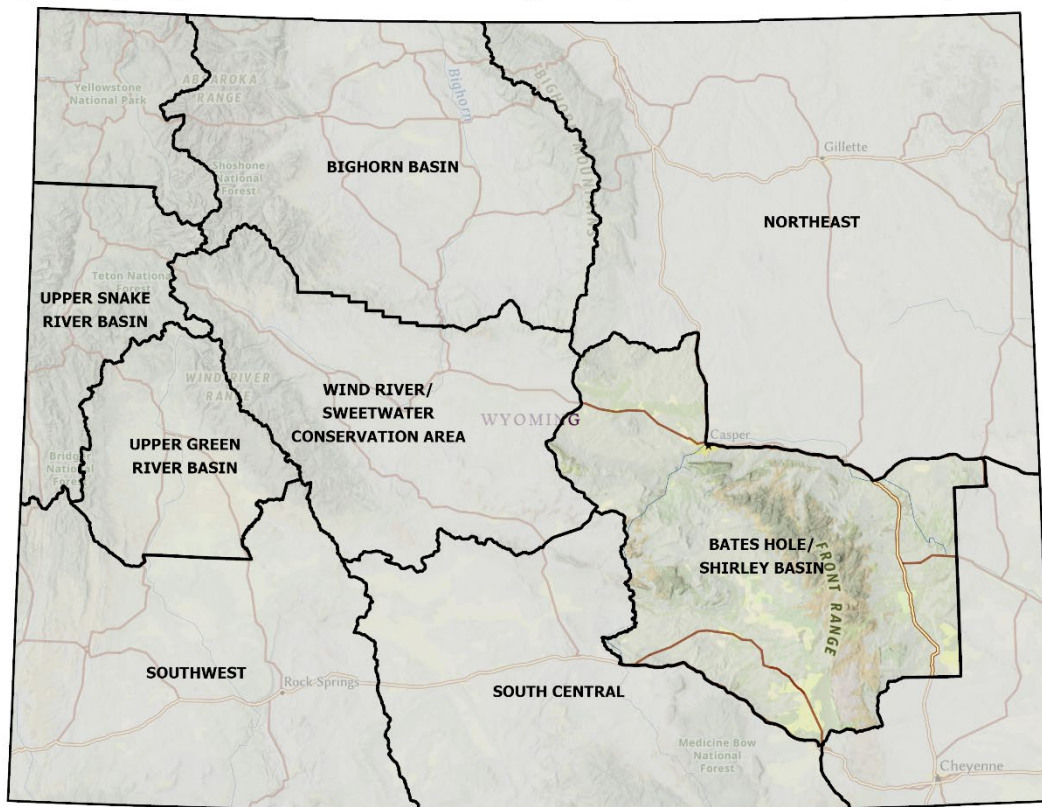 Yellowstone
National Park
ABSAROKA
RANGE
Bighorn
BIGHORN
MOUNTAINS
Gillette
Shoshone
National
Forest
BIGHORN BASIN
NORTHEAST
Teton National
Forest
UPPER SNAKE
RIVER BASIN
WIND RIVER
RANGE
WIND RIVER/
SWEETWATER
CONSERVATION AREA
WYOMING
UPPER GREEN
RIVER BASIN
Bridger
National
Forest
Casper
BATES HOLE/
SHIRLEY BASIN
FRONT RANGE
SOUTHWEST
Rock Springs
SOUTH CENTRAL
Medicine Bow
National
Forest
Cheyenne